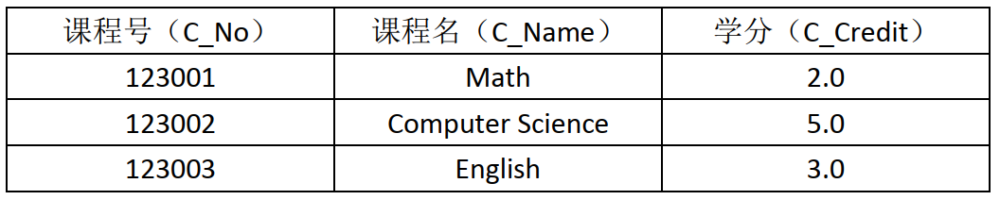 课程号（C_No） 课程名（C_Name） 学分（C_Credit）
123001 Math 2.0
123002 Computer Science 5.0
123003 English 3.0